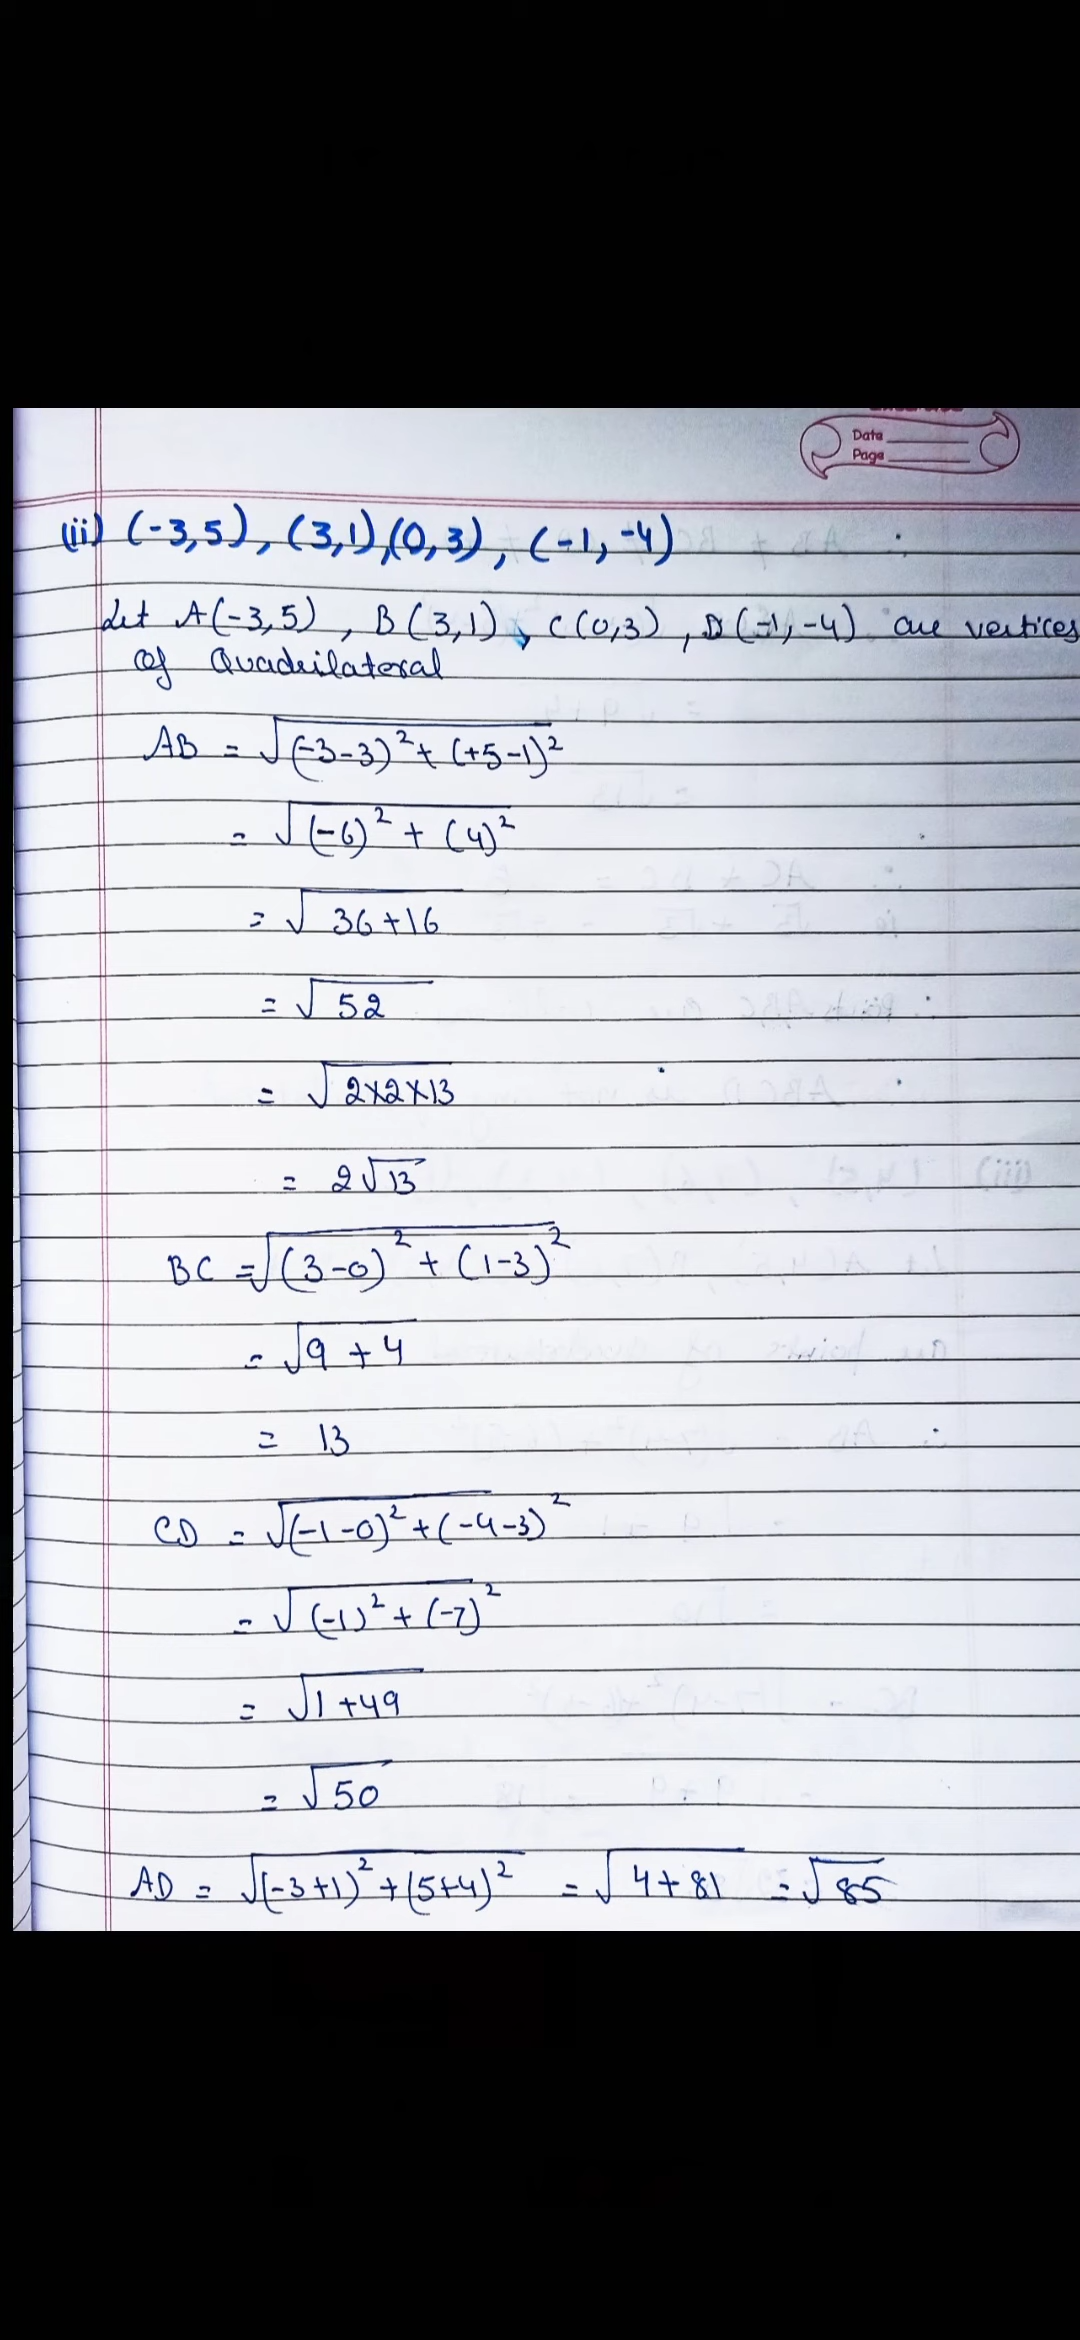 Data
Page
(ii) (-3,5), (3,1),(0,3), (-1,-4)
Let A(-3,5), B(3,1), C(0,3), D(-1,-4) are vertices
of Quadrilateral
AB = √(-3-3)² + (+5-1)²
= √(-6)² + (4)²
= √36+16
= √52
= √2×2×13
= 2√13
BC = √(3-0)² + (1-3)²
= √9+4
= 13
CD = √(-1-0)² + (-4-3)²
= √(-1)² + (-7)²
= √1+49
= √50
AD = √(-3+1)² + (5+4)² = √4+81 = √85